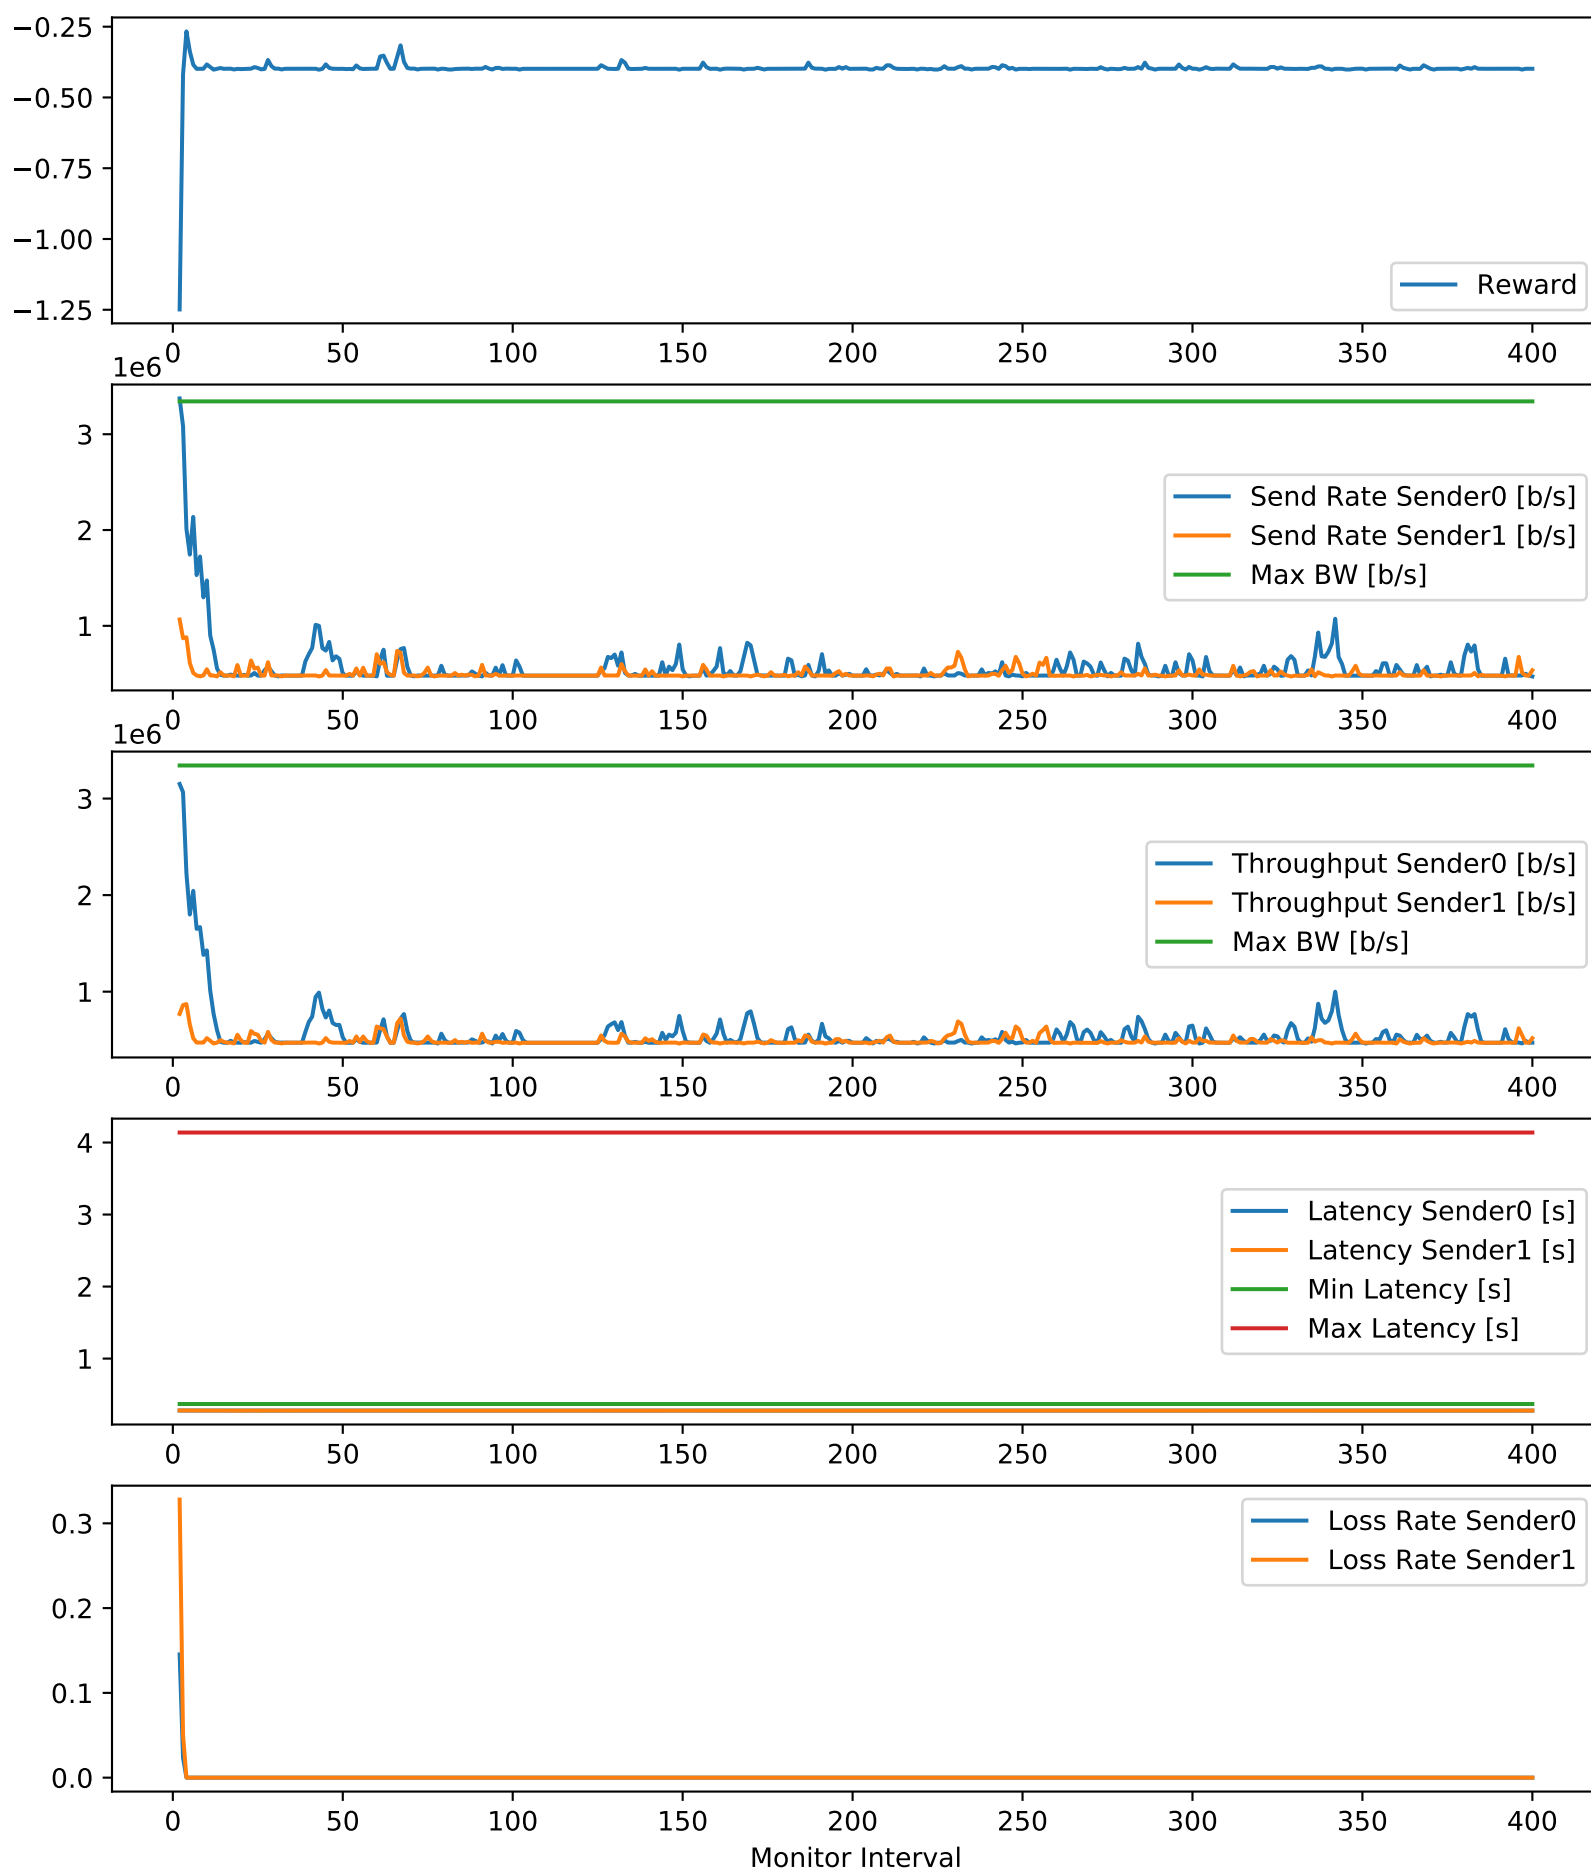 −0.25
−0.50
−0.75
−1.00
−1.25
Reward
0 50 100 150 200 250 300 350 400
1e6
3
2
1
Send Rate Sender0 [b/s]
Send Rate Sender1 [b/s]
Max BW [b/s]
0 50 100 150 200 250 300 350 400
1e6
3
2
1
Throughput Sender0 [b/s]
Throughput Sender1 [b/s]
Max BW [b/s]
0 50 100 150 200 250 300 350 400
4
3
2
1
Latency Sender0 [s]
Latency Sender1 [s]
Min Latency [s]
Max Latency [s]
0 50 100 150 200 250 300 350 400
0.3
0.2
0.1
0.0
Loss Rate Sender0
Loss Rate Sender1
0 50 100 150 200 250 300 350 400
Monitor Interval